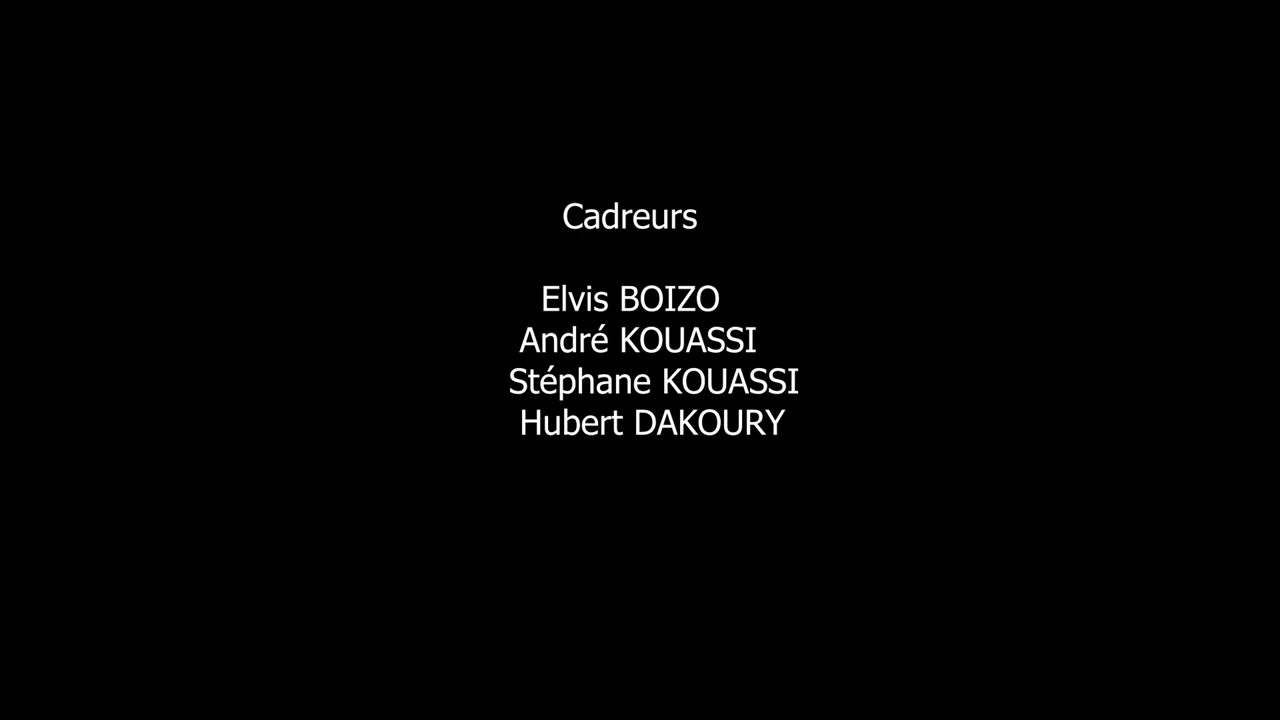 Cadreurs
Elvis BOIZO
André KOUASSI
Stéphane KOUASSI
Hubert DAKOURY